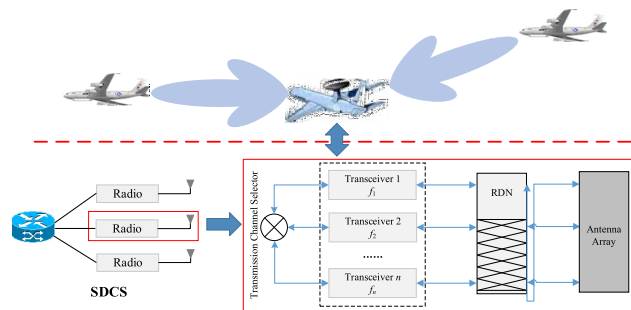 Radio
Radio
Radio
SDCS
Transmission Channel Selector
Transceiver 1
f1
Transceiver 2
f2
......
Transceiver n
fn
RDN
Antenna
Array